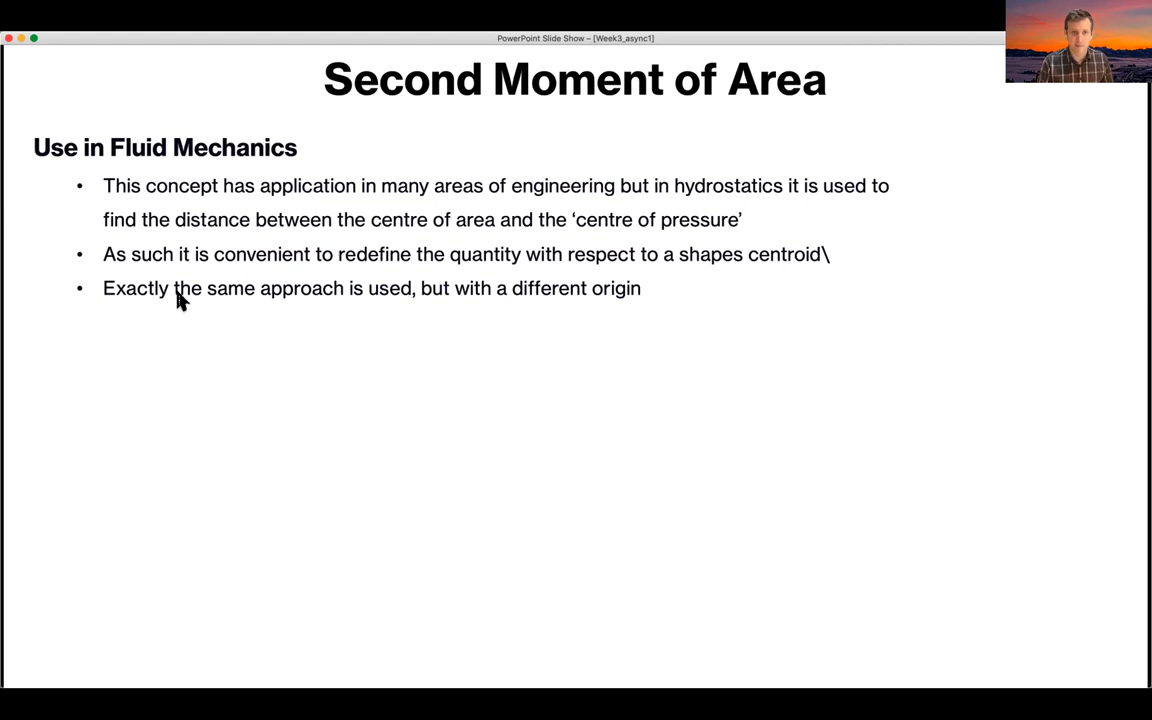 PowerPoint Slide Show – [Week3_async1]
Second Moment of Area
Use in Fluid Mechanics
• This concept has application in many areas of engineering but in hydrostatics it is used to
find the distance between the centre of area and the ‘centre of pressure’
• As such it is convenient to redefine the quantity with respect to a shapes centroid\
• Exactly the same approach is used, but with a different origin